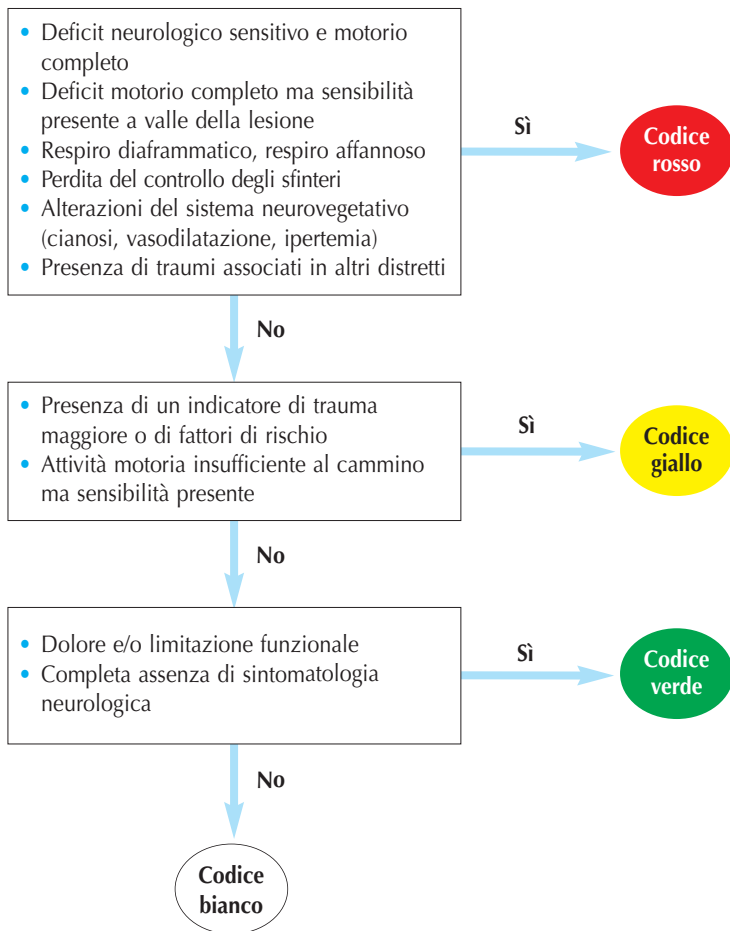 • Deficit neurologico sensitivo e motorio
completo
• Deficit motorio completo ma sensibilità
presente a valle della lesione
• Respiro diaframmatico, respiro affannoso
• Perdita del controllo degli sfinteri
• Alterazioni del sistema neurovegetativo
(cianosi, vasodilatazione, ipertemia)
• Presenza di traumi associati in altri distretti
Sì
Codice
rosso
No
• Presenza di un indicatore di trauma
maggiore o di fattori di rischio
• Attività motoria insufficiente al cammino
ma sensibilità presente
Sì
Codice
giallo
No
• Dolore e/o limitazione funzionale
• Completa assenza di sintomatologia
neurologica
Sì
Codice
verde
No
Codice
bianco